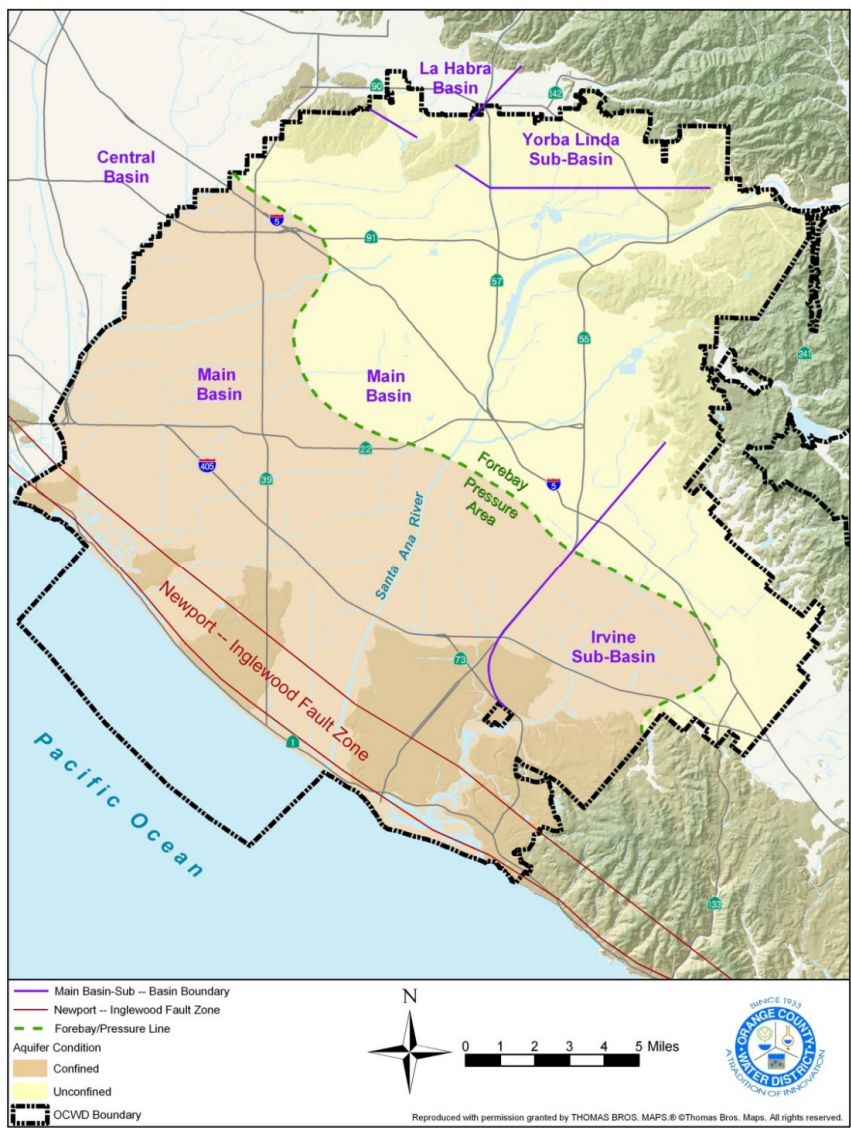 La Habra
Basin
90
142
Central
Basin
Yorba Linda
Sub-Basin
5
91
57
55
241
Main
Basin
Main
Basin
22
405
39
Forebay
Pressure
Area
5
Santa Ana River
Newport -- Inglewood Fault Zone
Irvine
Sub-Basin
73
1
Pacific Ocean
133
Main Basin-Sub -- Basin Boundary
Newport -- Inglewood Fault Zone
Forebay/Pressure Line
Aquifer Condition
Confined
Unconfined
OCWD Boundary
N
0 1 2 3 4 5 Miles
SINCE 1933
ORANGE COUNTY
WATER DISTRICT
A TRADITION OF INNOVATION
Reproduced with permission granted by THOMAS BROS. MAPS.® ©Thomas Bros. Maps. All rights reserved.